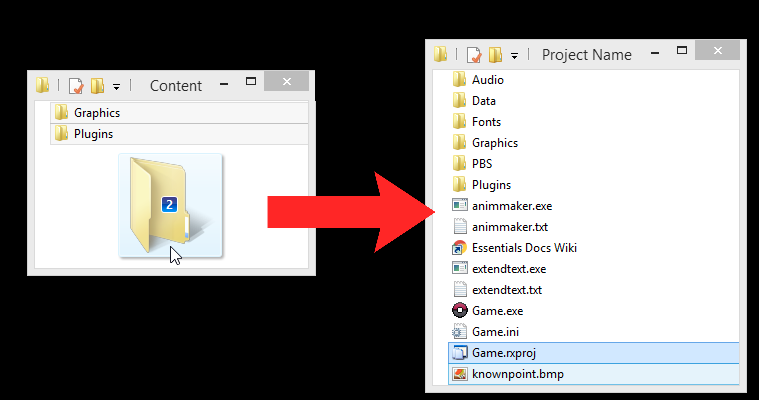 Content
Graphics
Plugins
2
Project Name
Audio
Data
Fonts
Graphics
PBS
Plugins
animmaker.exe
animmaker.txt
Essentials Docs Wiki
extendtext.exe
extendtext.txt
Game.exe
Game.ini
Game.rxproj
knownpoint.bmp